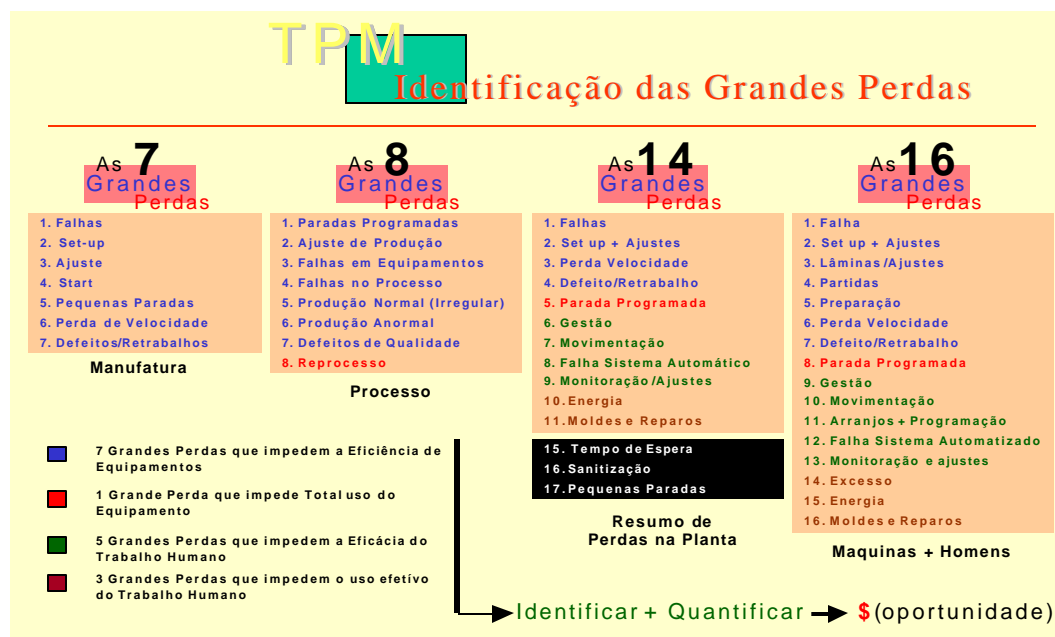 TPM
Identificação das Grandes Perdas
As 7
Grandes
Perdas
1. Falhas
2. Set-up
3. Ajuste
4. Start
5. Pequenas Paradas
6. Perda de Velocidade
7. Defeitos/Retrabalhos
Manufatura
As 8
Grandes
Perdas
1. Paradas Programadas
2. Ajuste de Produção
3. Falhas em Equipamentos
4. Falhas no Processo
5. Produção Normal (Irregular)
6. Produção Anormal
7. Defeitos de Qualidade
8. Reprocesso
Processo
As 14
Grandes
Perdas
1. Falhas
2. Set up + Ajustes
3. Perda Velocidade
4. Defeito/Retrabalho
5. Parada Programada
6. Gestão
7. Movimentação
8. Falha Sistema Automático
9. Monitoração/Ajustes
10. Energia
11. Moldes e Reparos
15. Tempo de Espera
16. Sanitização
17. Pequenas Paradas
Resumo de
Perdas na Planta
As 16
Grandes
Perdas
1. Falha
2. Set up + Ajustes
3. Lâminas/Ajustes
4. Partidas
5. Preparação
6. Perda Velocidade
7. Defeito/Retrabalho
8. Parada Programada
9. Gestão
10. Movimentação
11. Arranjos + Programação
12. Falha Sistema Automatizado
13. Monitoração e ajustes
14. Excesso
15. Energia
16. Moldes e Reparos
Maquinas + Homens
7 Grandes Perdas que impedem a Eficiência de
Equipamentos
1 Grande Perda que impede Total uso do
Equipamento
5 Grandes Perdas que impedem a Eficácia do
Trabalho Humano
3 Grandes Perdas que impedem o uso efetívo
do Trabalho Humano
Identificar + Quantificar $ (oportunidade)